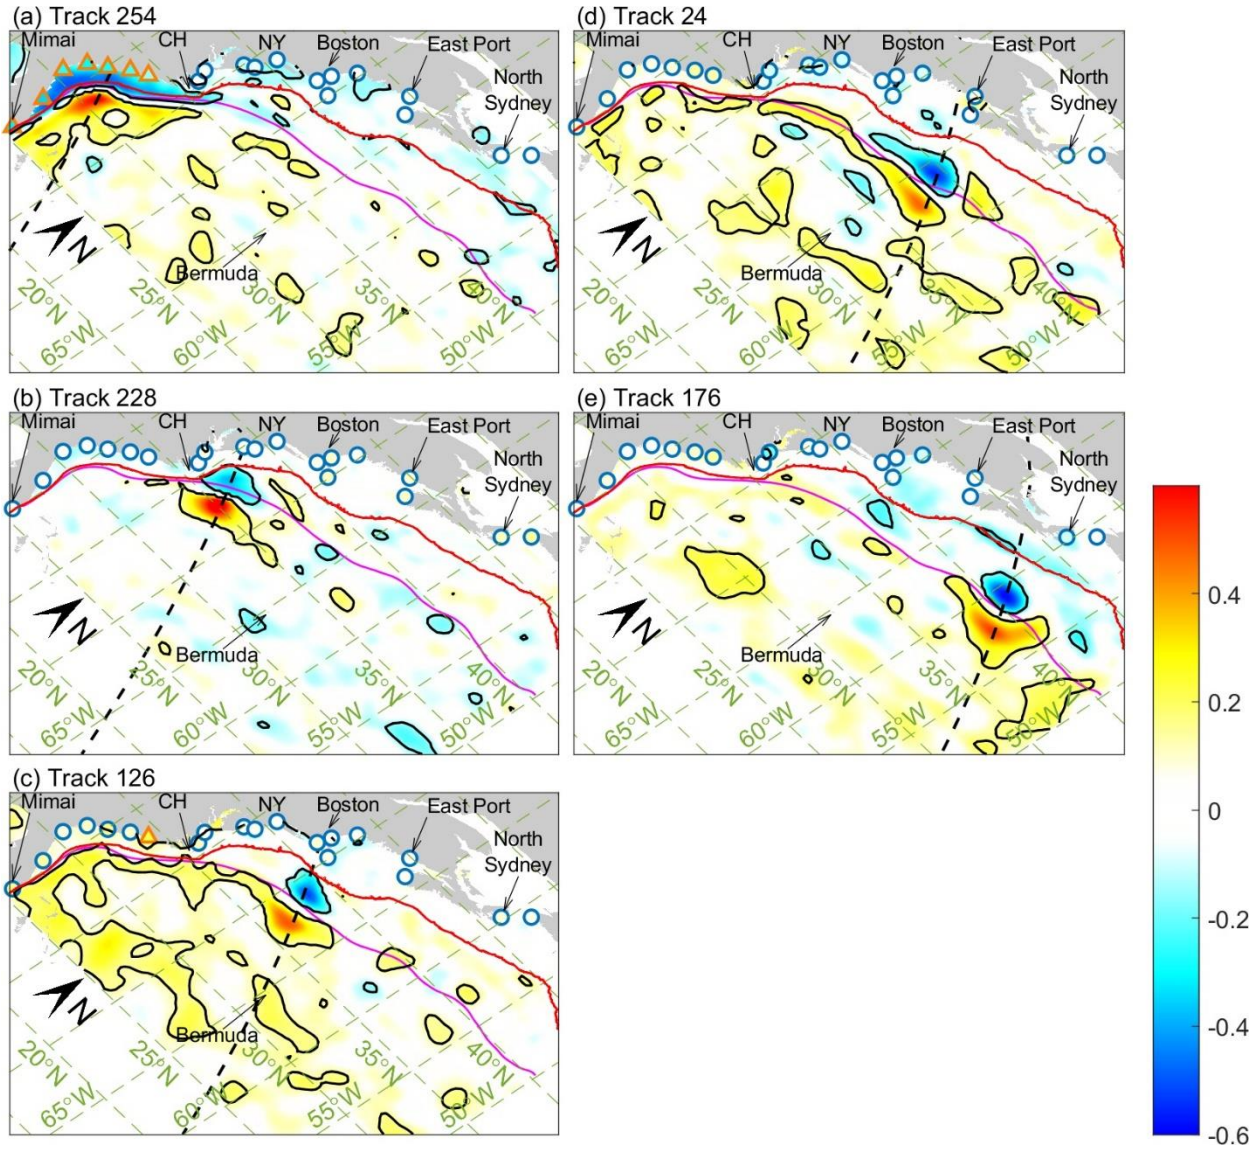 (a) Track 254
Mimai CH NY Boston East Port
North
Sydney
N
Bermuda
20°N 25°N 30°N 35°N 40°N
65°W 60°W 55°W 50°W
(d) Track 24
Mimai CH NY Boston East Port
North
Sydney
N
Bermuda
20°N 25°N 30°N 35°N 40°N
65°W 60°W 55°W 50°W
(b) Track 228
Mimai CH NY Boston East Port
North
Sydney
N
Bermuda
20°N 25°N 30°N 35°N 40°N
65°W 60°W 55°W 50°W
(e) Track 176
Mimai CH NY Boston East Port
North
Sydney
N
Bermuda
20°N 25°N 30°N 35°N 40°N
65°W 60°W 55°W 50°W
(c) Track 126
Mimai CH NY Boston East Port
North
Sydney
N
Bermuda
20°N 25°N 30°N 35°N 40°N
65°W 60°W 55°W 50°W
0.4
0.2
0
-0.2
-0.4
-0.6